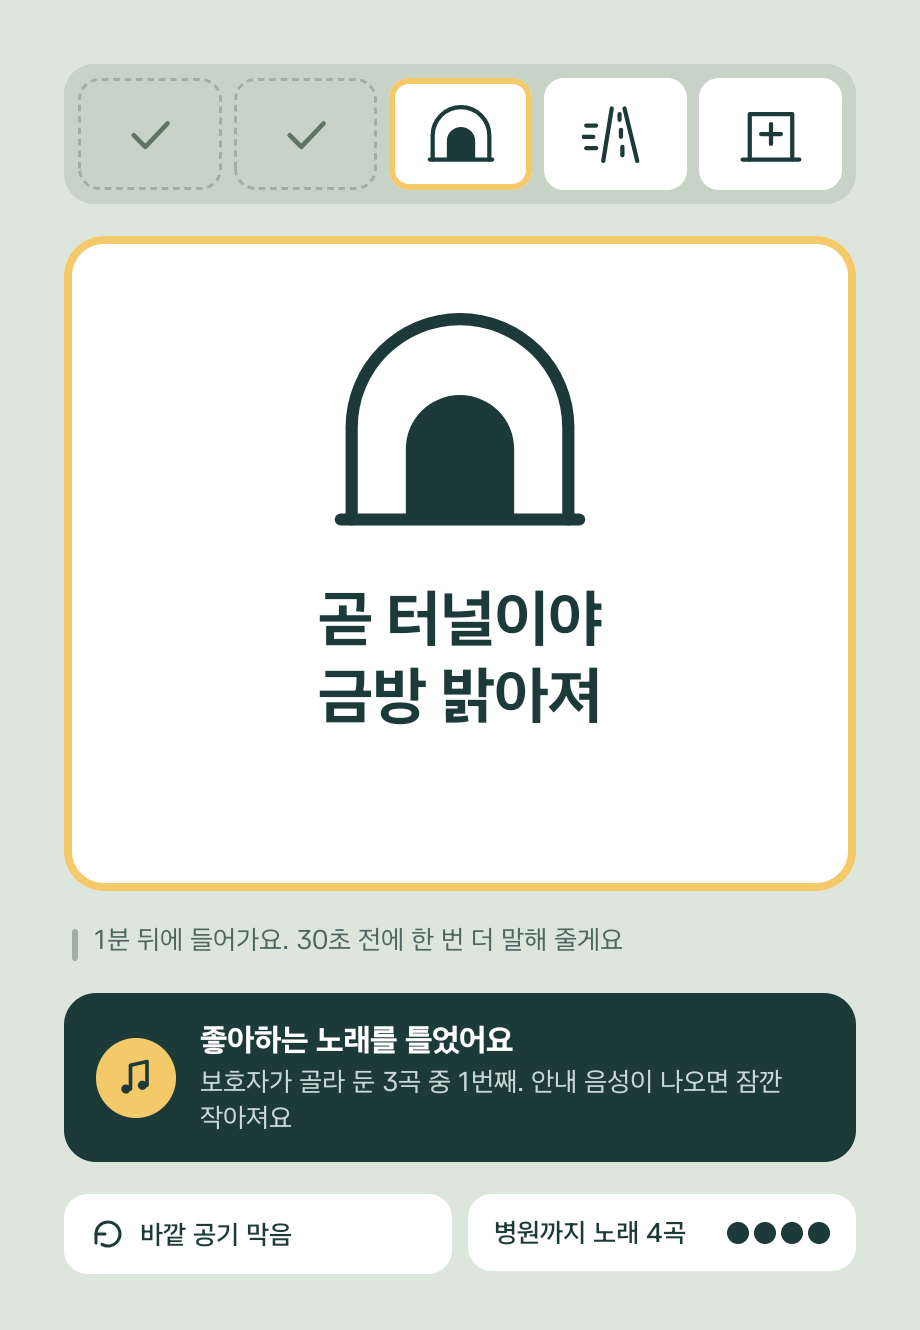 곧 터널이야
금방 밝아져
1분 뒤에 들어가요. 30초 전에 한 번 더 말해 줄게요
좋아하는 노래를 틀었어요
보호자가 골라 둔 3곡 중 1번째. 안내 음성이 나오면 잠깐
작아져요
바깥 공기 막음
병원까지 노래 4곡